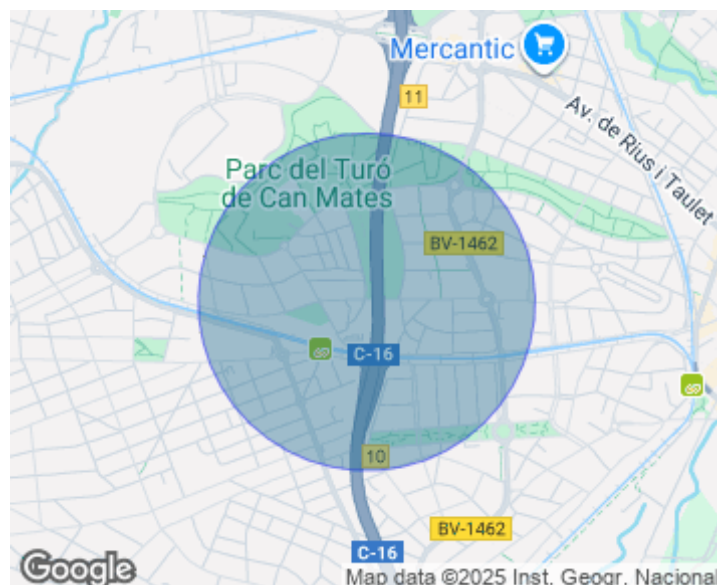 Mercantic
11
Av. de Rius i Taulet
Parc del Turó
de Can Mates
BV-1462
C-16
10
BV-1462
C-16
Google
Map data ©2025 Inst. Geogr. Nacional